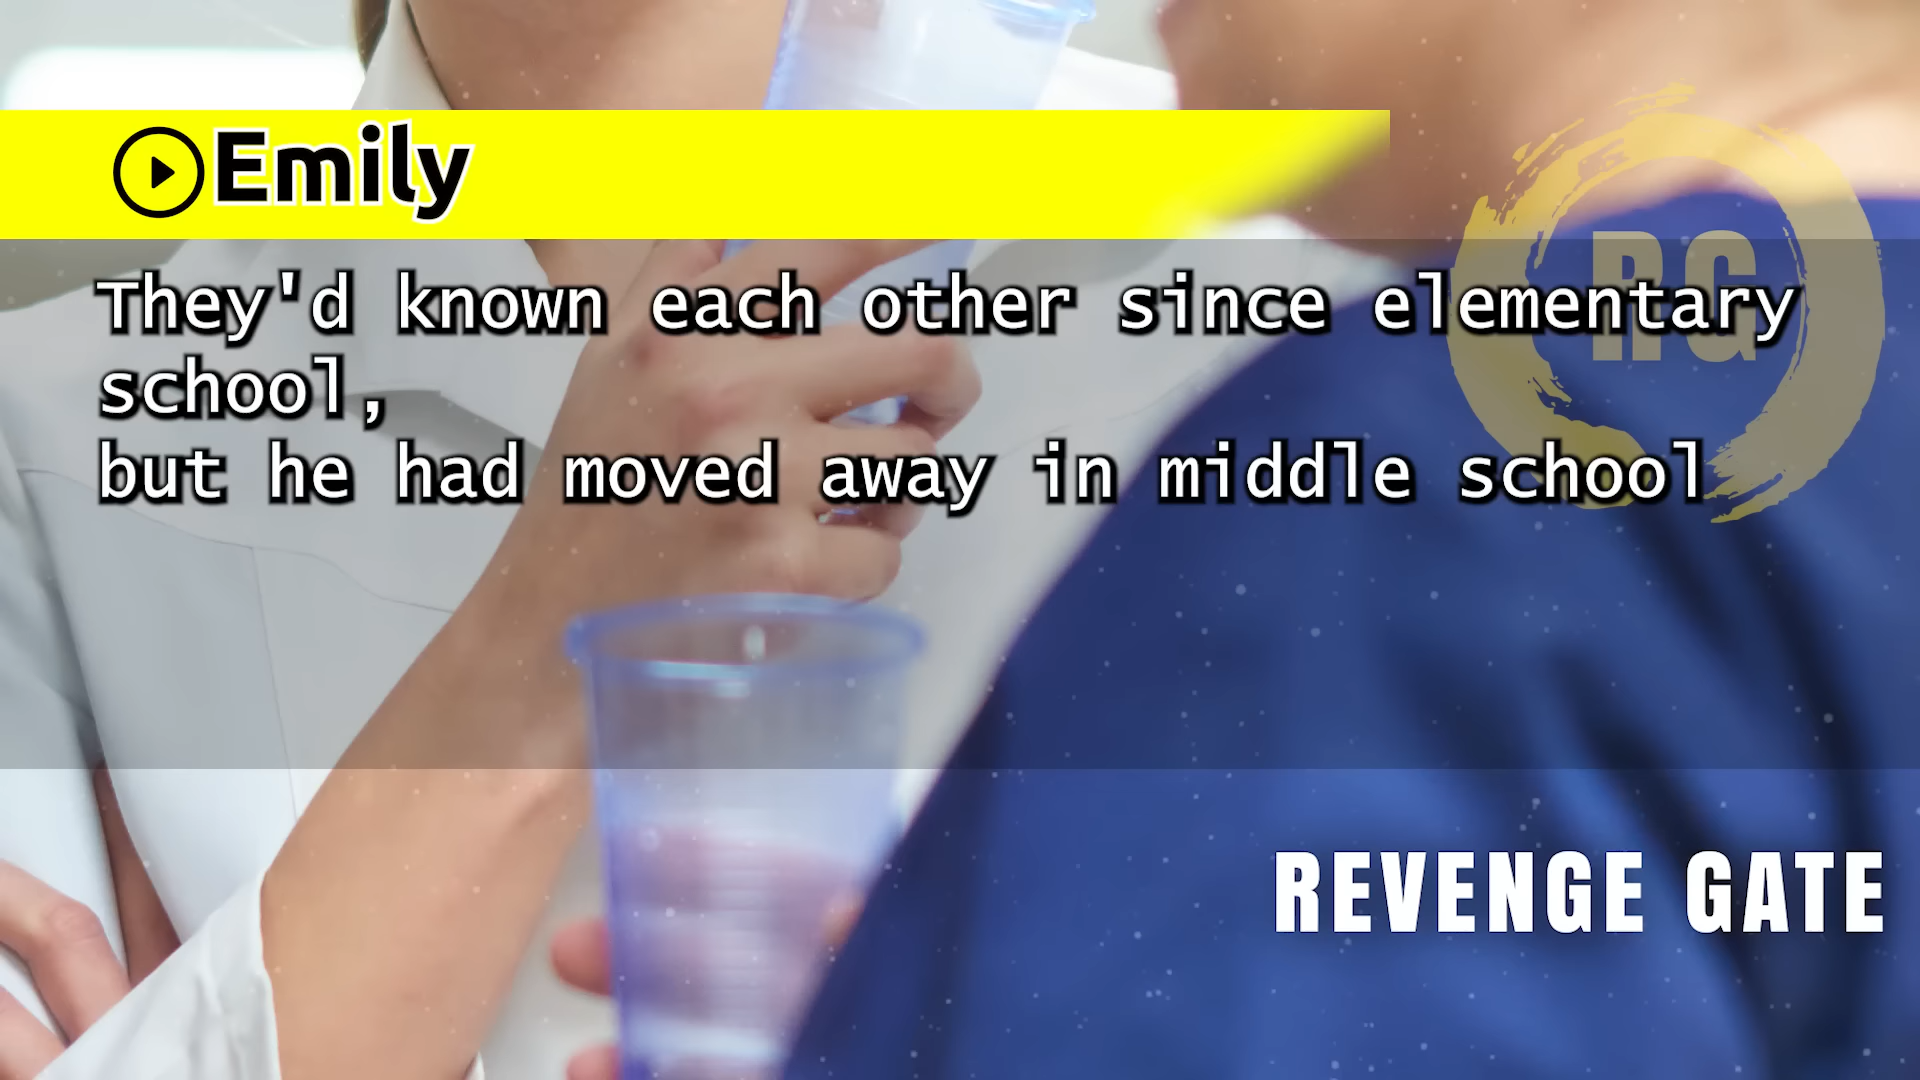 Emily
They'd known each other since elementary
school,
but he had moved away in middle school
RG
REVENGE GATE